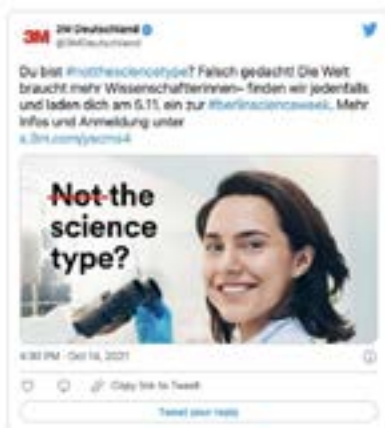 3M
3M Deutschland
@3MDeutschland
Du bist #notthesciencetype? Falsch gedacht! Die Welt
braucht mehr Wissenschaftlerinnen– finden wir jedenfalls
und laden dich am 5.11. ein zur #berlinscienceweek. Mehr
Infos und Anmeldung unter
Not the
science
type?
4:30 PM · Oct 14, 2021
Copy link to Tweet
Tweet your reply